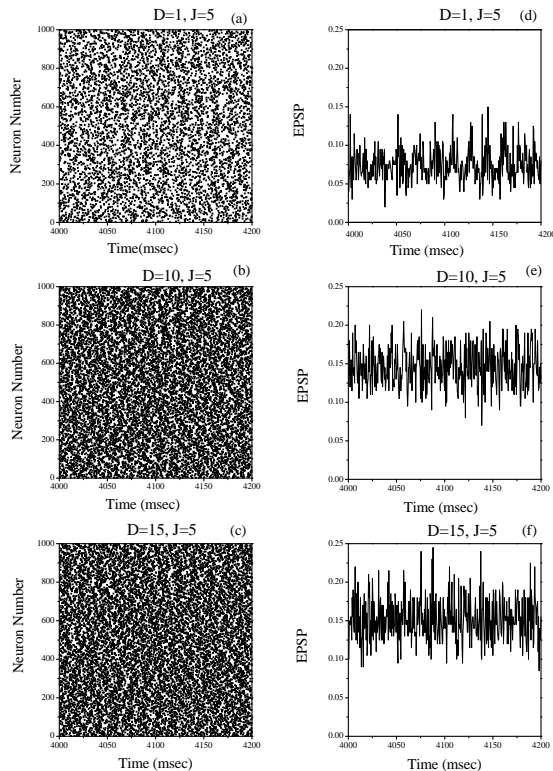 D=1, J=5
(a)
1000
800
600
400
200
0
Neuron Number
4000 4050 4100 4150 4200
Time(msec)
D=1, J=5
(d)
0.25
0.20
0.15
0.10
0.05
0.00
EPSP
4000 4050 4100 4150 4200
Time (msec)
D=10, J=5
(b)
1000
800
600
400
200
0
Neuron Number
4000 4050 4100 4150 4200
Time (msec)
D=10, J=5
(e)
0.25
0.20
0.15
0.10
0.05
0.00
EPSP
4000 4050 4100 4150 4200
Time (msec)
D=15, J=5
(c)
1000
800
600
400
200
0
Neuron Number
4000 4050 4100 4150 4200
Time (msec)
D=15, J=5
(f)
0.25
0.20
0.15
0.10
0.05
0.00
EPSP
4000 4050 4100 4150 4200
Time (msec)